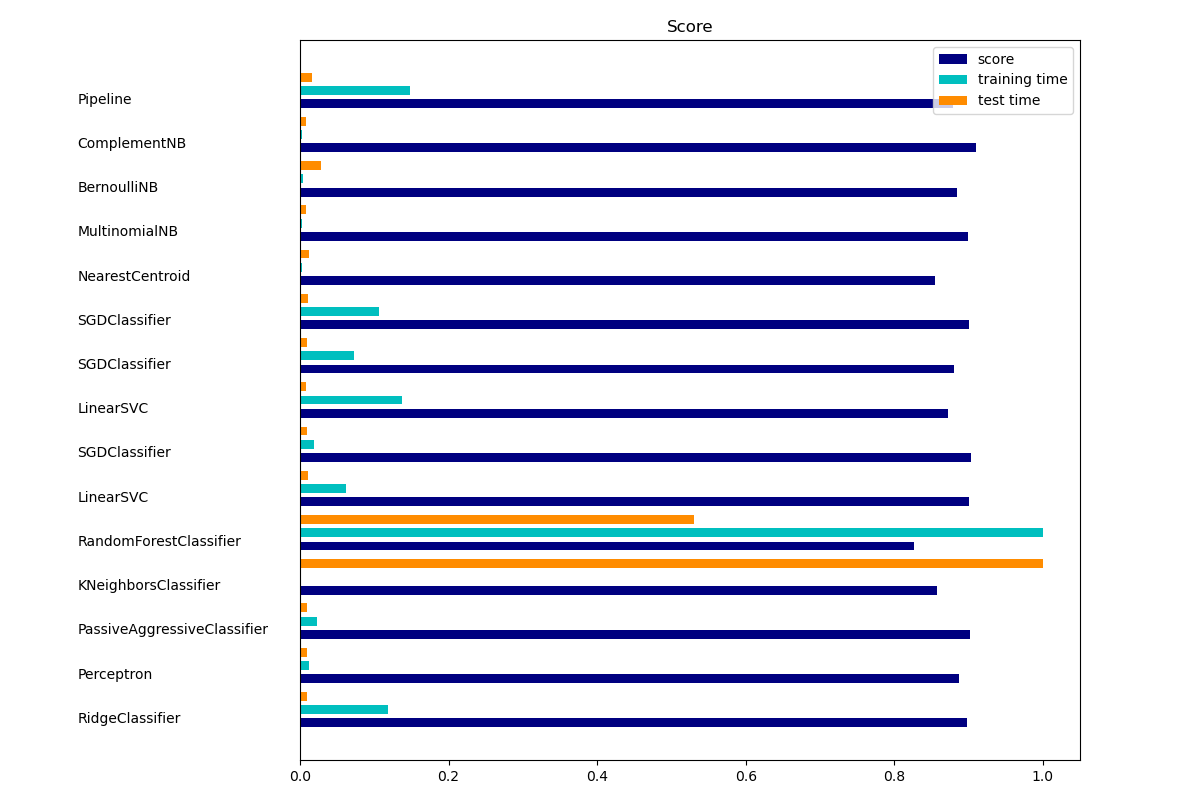 Score
score
training time
test time
Pipeline
ComplementNB
BernoulliNB
MultinomialNB
NearestCentroid
SGDClassifier
SGDClassifier
LinearSVC
SGDClassifier
LinearSVC
RandomForestClassifier
KNeighborsClassifier
PassiveAggressiveClassifier
Perceptron
RidgeClassifier
0.0 0.2 0.4 0.6 0.8 1.0